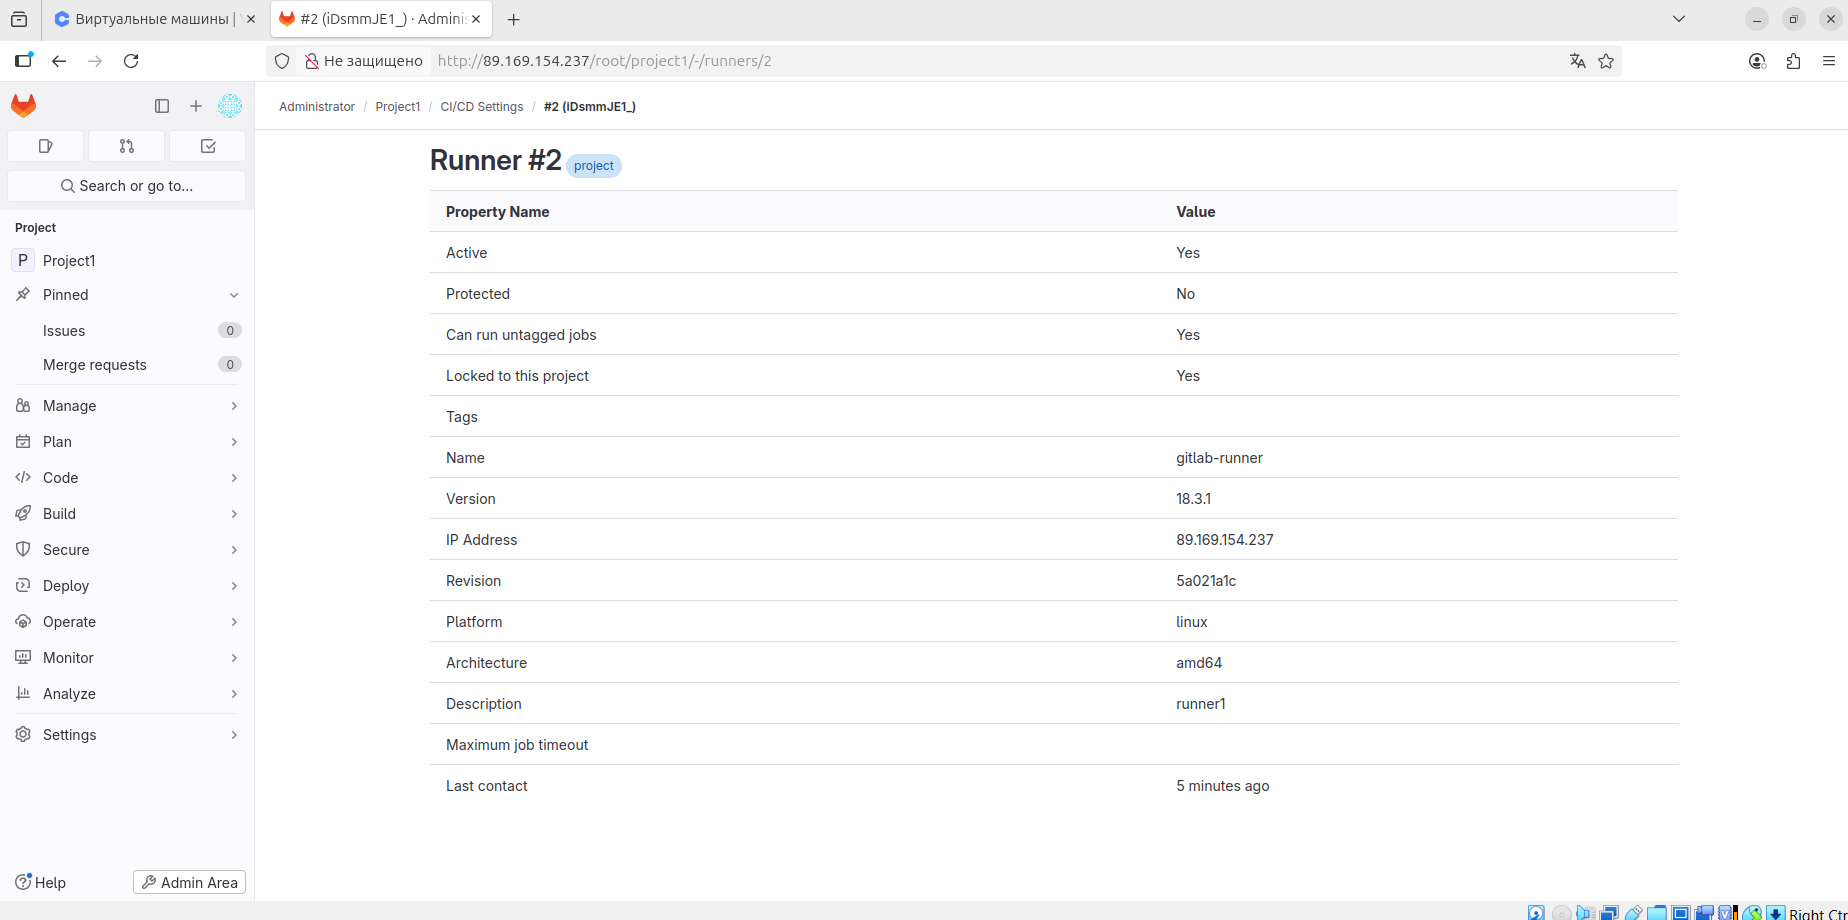 Виртуальные машины |
#2 (iDsmmJE1_) · Adminis
Не защищено
http://89.169.154.237/root/project1/-/runners/2
Administrator / Project1 / CI/CD Settings / #2 (iDsmmJE1_)
Search or go to...
Project
P Project1
Pinned
Issues 0
Merge requests 0
Manage
Plan
Code
Build
Secure
Deploy
Operate
Monitor
Analyze
Settings
Help
Admin Area
Runner #2 project
Property Name Value
Active Yes
Protected No
Can run untagged jobs Yes
Locked to this project Yes
Tags
Name gitlab-runner
Version 18.3.1
IP Address 89.169.154.237
Revision 5a021a1c
Platform linux
Architecture amd64
Description runner1
Maximum job timeout
Last contact 5 minutes ago
Right Ctr